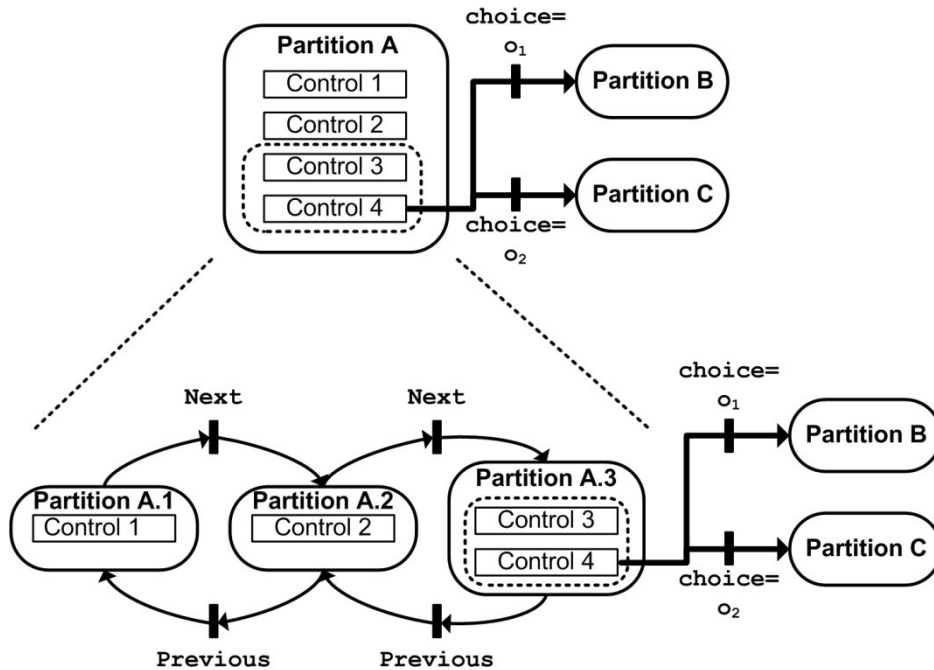 choice=
o₁
Partition A
Control 1
Control 2
Control 3
Control 4
Partition B
Partition C
choice=
o₂
Next
Next
choice=
o₁
Partition A.1
Control 1
Partition A.2
Control 2
Partition A.3
Control 3
Control 4
Partition B
Partition C
choice=
o₂
Previous
Previous